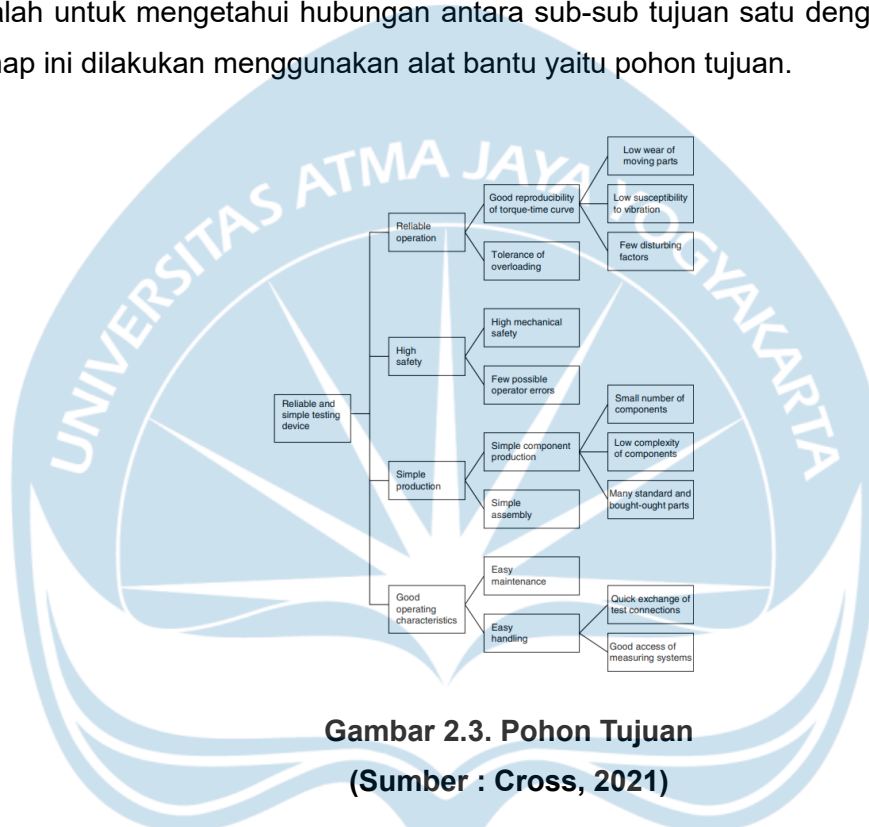 alah untuk mengetahui hubungan antara sub-sub tujuan satu deng
ap ini dilakukan menggunakan alat bantu yaitu pohon tujuan.
UNIVERSITAS ATMA JAYA YOGYAKARTA
Reliable and
simple testing
device
Reliable
operation
Good reproducibility
of torque-time curve
Low wear of
moving parts
Low susceptibility
to vibration
Few disturbing
factors
Tolerance of
overloading
High
safety
High mechanical
safety
Few possible
operator errors
Simple
production
Simple component
production
Small number of
components
Low complexity
of components
Many standard and
bought-ought parts
Simple
assembly
Good
operating
characteristics
Easy
maintenance
Easy
handling
Quick exchange of
test connections
Good access of
measuring systems
Gambar 2.3. Pohon Tujuan
(Sumber : Cross, 2021)